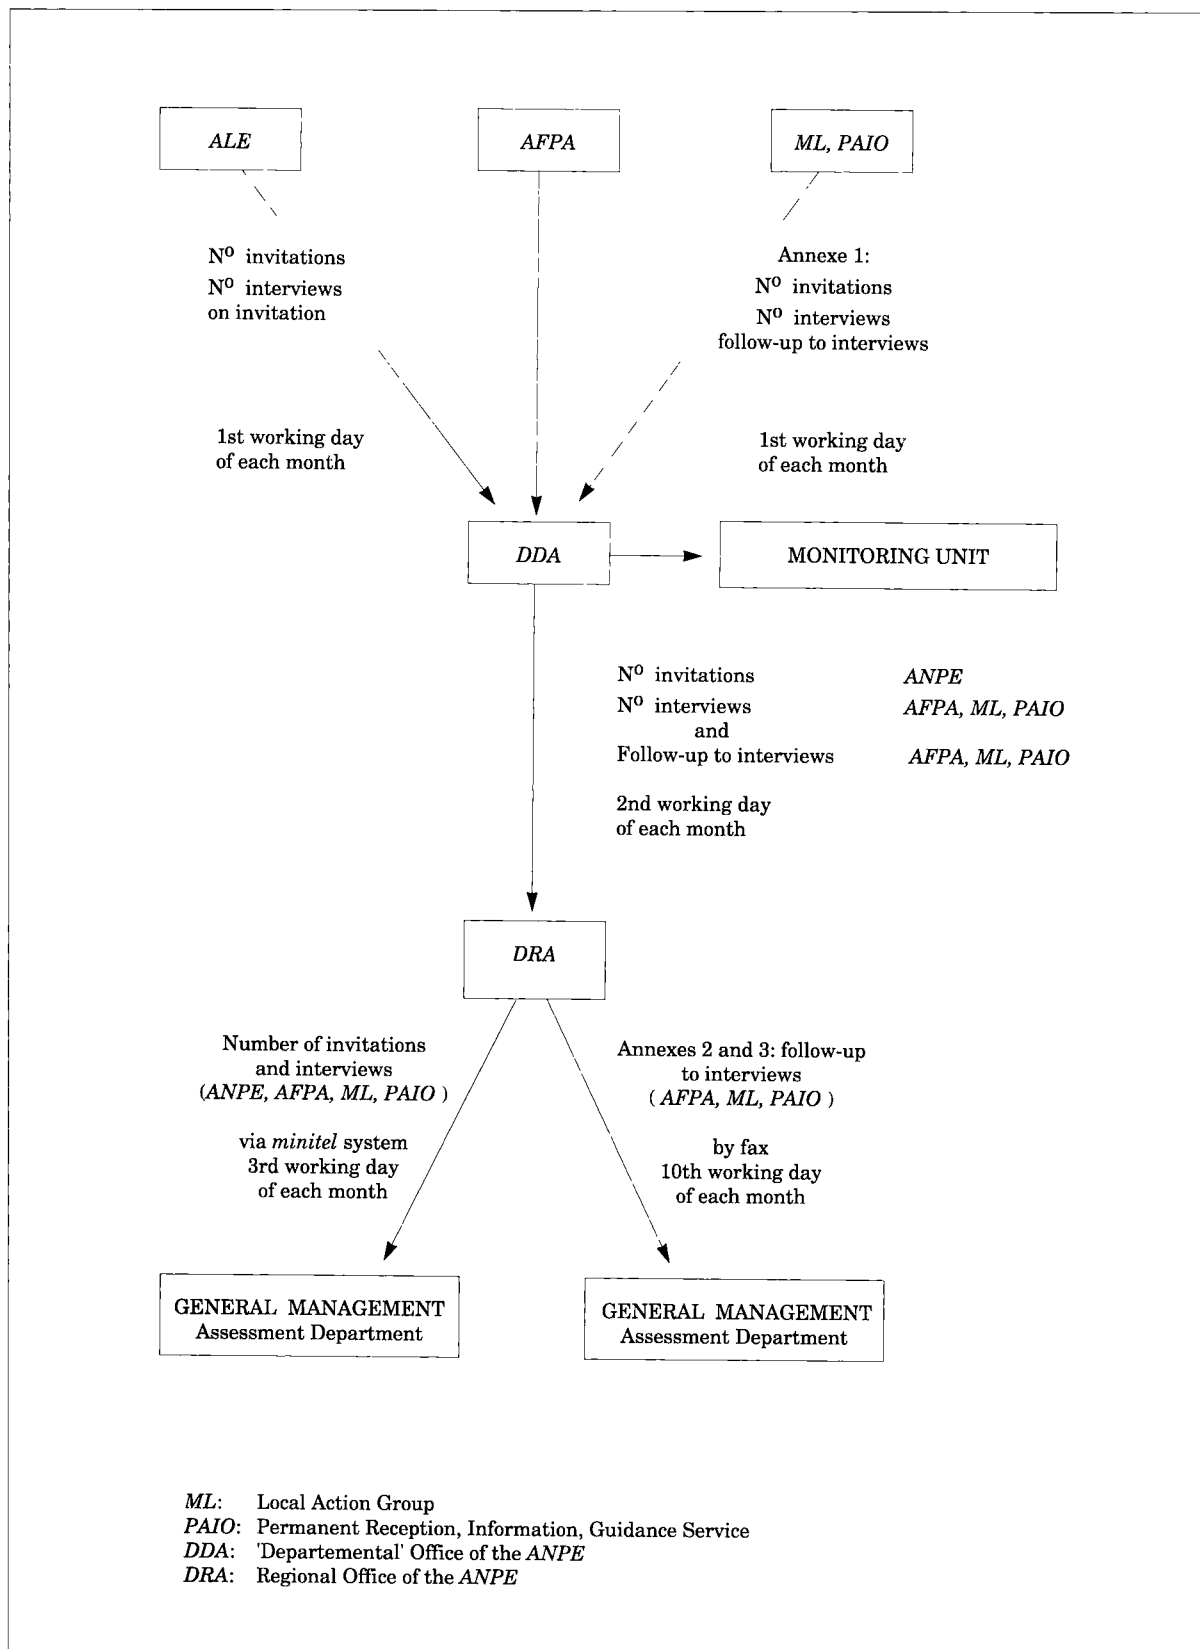 ALE
AFPA
ML, PAIO
Nº invitations
Nº interviews
on invitation
Annexe 1:
Nº invitations
Nº interviews
follow-up to interviews
1st working day
of each month
1st working day
of each month
DDA
MONITORING UNIT
Nº invitations ANPE
Nº interviews AFPA, ML, PAIO
and
Follow-up to interviews AFPA, ML, PAIO
2nd working day
of each month
DRA
Number of invitations
and interviews
(ANPE, AFPA, ML, PAIO )
via minitel system
3rd working day
of each month
Annexes 2 and 3: follow-up
to interviews
( AFPA, ML, PAIO )
by fax
10th working day
of each month
GENERAL MANAGEMENT
Assessment Department
GENERAL MANAGEMENT
Assessment Department
ML: Local Action Group
PAIO: Permanent Reception, Information, Guidance Service
DDA: 'Departemental' Office of the ANPE
DRA: Regional Office of the ANPE